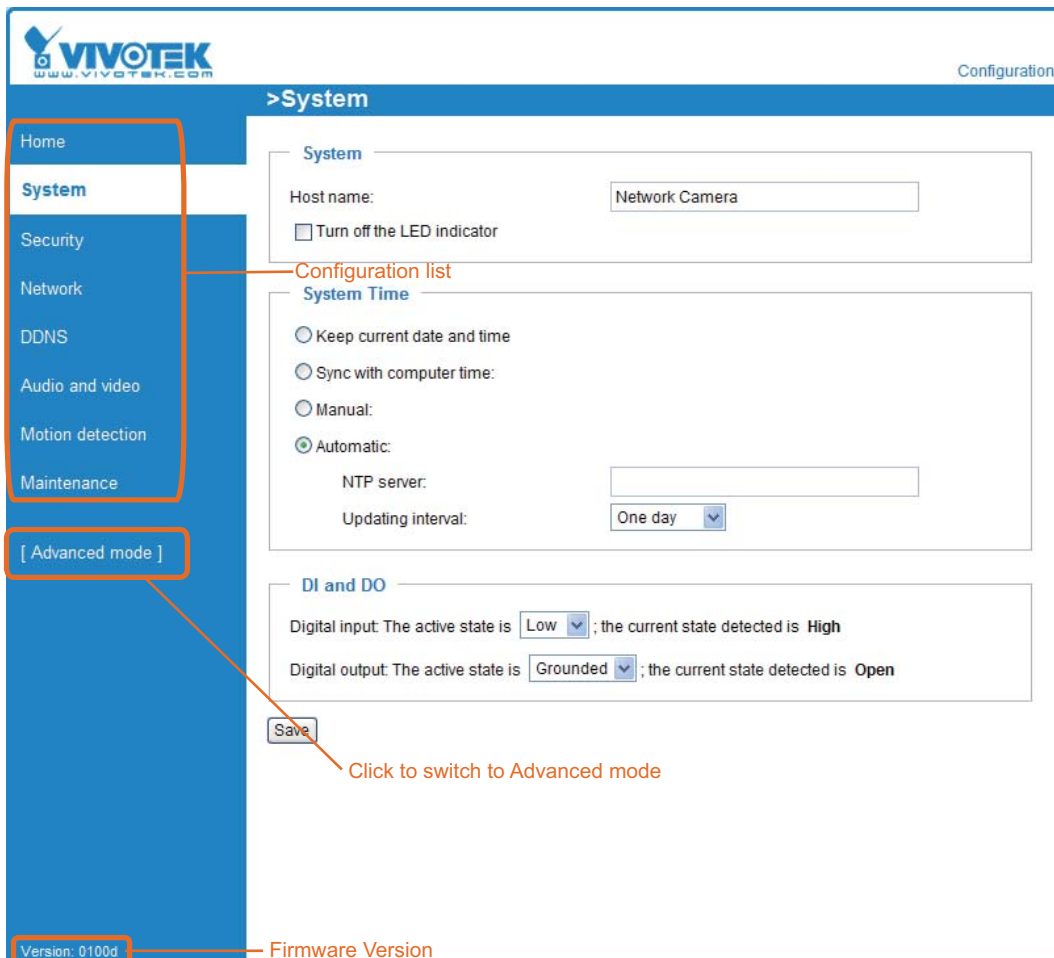 VIVOTEK
www.vivotek.com
Configuration
>System
Home
System
Security
Network
DDNS
Audio and video
Motion detection
Maintenance
[ Advanced mode ]
Version: 0100d
System
Host name: Network Camera
Turn off the LED indicator
Configuration list
System Time
Keep current date and time
Sync with computer time:
Manual:
Automatic:
NTP server:
Updating interval: One day
DI and DO
Digital input: The active state is Low ; the current state detected is High
Digital output: The active state is Grounded ; the current state detected is Open
Save
Click to switch to Advanced mode
Firmware Version